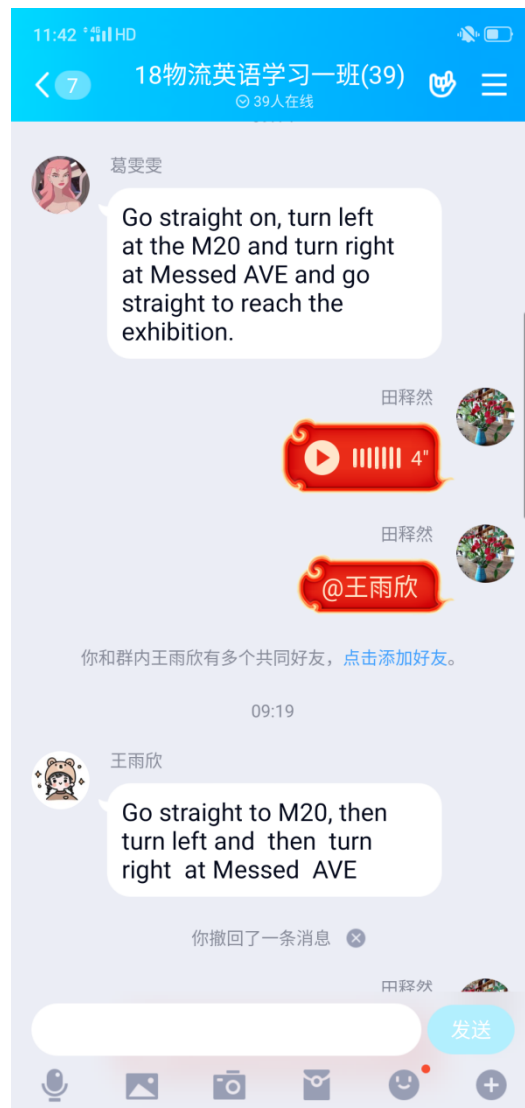 11:42 4G HD
7 18物流英语学习一班(39)
39人在线
葛雯雯
Go straight on, turn left
at the M20 and turn right
at Messed AVE and go
straight to reach the
exhibition.
田释然
4"
田释然
@王雨欣
你和群内王雨欣有多个共同好友，点击添加好友。
09:19
王雨欣
Go straight to M20, then
turn left and then turn
right at Messed AVE
你撤回了一条消息
田释然
发送